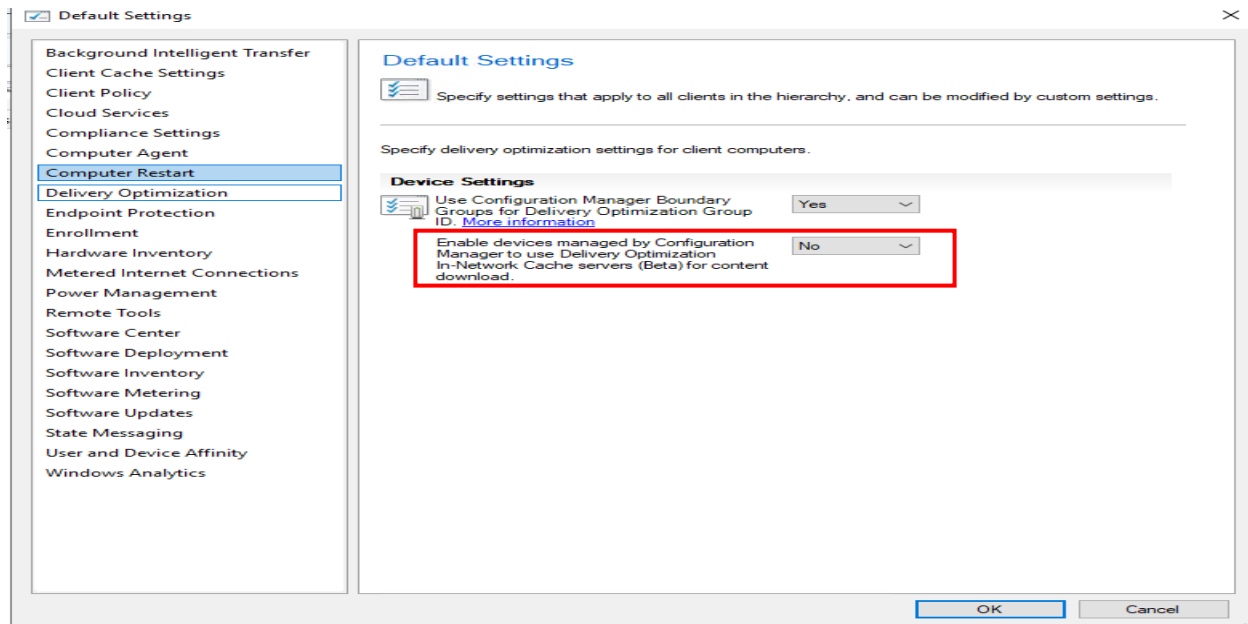 Default Settings
Background Intelligent Transfer
Client Cache Settings
Client Policy
Cloud Services
Compliance Settings
Computer Agent
Computer Restart
Delivery Optimization
Endpoint Protection
Enrollment
Hardware Inventory
Metered Internet Connections
Power Management
Remote Tools
Software Center
Software Deployment
Software Inventory
Software Metering
Software Updates
State Messaging
User and Device Affinity
Windows Analytics
Default Settings
Specify settings that apply to all clients in the hierarchy, and can be modified by custom settings.
Specify delivery optimization settings for client computers.
Device Settings
Use Configuration Manager Boundary
Groups for Delivery Optimization Group
ID. More information
Yes
Enable devices managed by Configuration
Manager to use Delivery Optimization
In-Network Cache servers (Beta) for content
download.
No
OK
Cancel